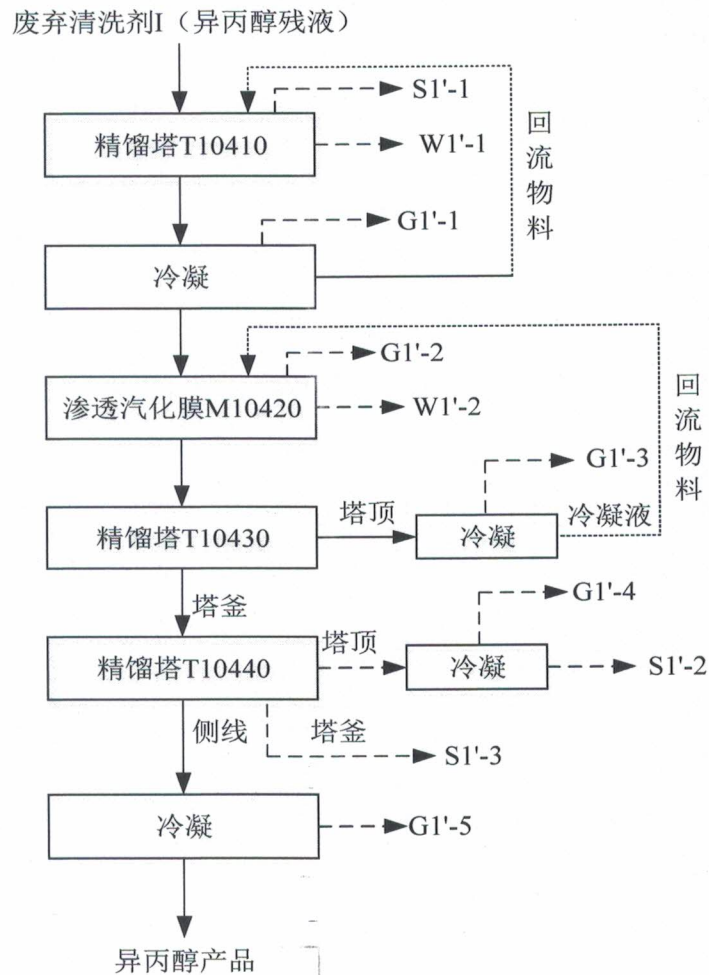 废弃清洗剂I（异丙醇残液）
S1'-1
精馏塔T10410
W1'-1
回流物料
G1'-1
冷凝
G1'-2
渗透汽化膜M10420
W1'-2
回流物料
G1'-3
塔顶
冷凝液
精馏塔T10430
冷凝
塔釜
G1'-4
塔顶
精馏塔T10440
冷凝
S1'-2
侧线
塔釜
S1'-3
冷凝
G1'-5
异丙醇产品